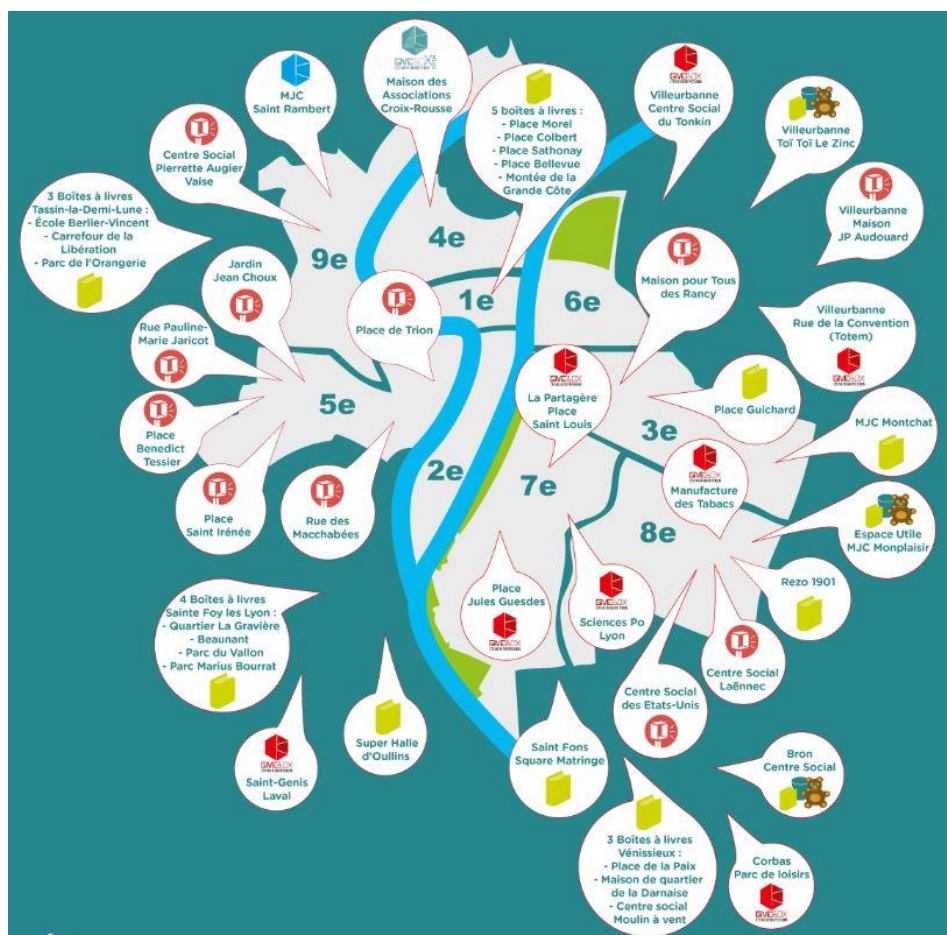 MJC
Saint Rambert
GIVEBOX
Maison des
Associations
Croix-Rousse
5 boîtes à livres :
- Place Morel
- Place Colbert
- Place Sathonay
- Place Bellevue
- Montée de la
Grande Côte
GIVEBOX
Villeurbanne
Centre Social
du Tonkin
Villeurbanne
Toï Toï Le Zinc
Centre Social
Pierrette Augier
Vaise
3 Boîtes à livres
Tassin-la-Demi-Lune :
- École Berlier-Vincent
- Carrefour de la
Libération
- Parc de l'Orangerie
Villeurbanne
Maison
JP Audouard
Jardin
Jean Choux
9e
4e
1e
6e
Place de Trion
Maison pour Tous
des Rancy
Villeurbanne
Rue de la Convention
(Totem)
GIVEBOX
Rue Pauline-
Marie Jaricot
GIVEBOX
La Partagère
Place
Saint Louis
Place Guichard
5e
3e
Place
Benedict
Tessier
MJC Montchat
2e
7e
GIVEBOX
Manufacture
des Tabacs
Place
Saint Irénée
Rue des
Macchabées
8e
Espace Utile
MJC Monplaisir
4 Boîtes à livres
Sainte Foy les Lyon :
- Quartier La Gravière
- Beaunant
- Parc du Vallon
- Parc Marius Bourrat
Place
Jules Guesdes
GIVEBOX
GIVEBOX
Sciences Po
Lyon
Rezo 1901
Centre Social
Laënnec
Centre Social
des Etats-Unis
Super Halle
d'Oullins
GIVEBOX
Saint-Genis
Laval
Saint Fons
Square Matringe
Bron
Centre Social
3 Boîtes à livres
Vénissieux :
- Place de la Paix
- Maison de quartier
de la Darnaise
- Centre social
Moulin à vent
Corbas
Parc de loisirs
GIVEBOX